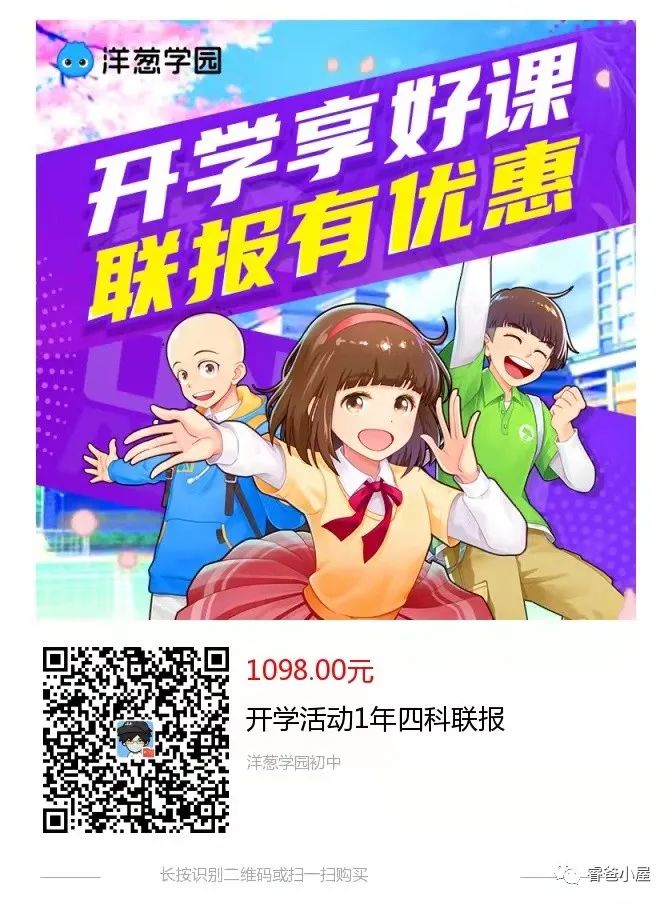 洋葱学园
开学享好课
联报有优惠
1098.00元
开学活动1年四科联报
洋葱学园初中
长按识别二维码或扫一扫购买
睿爸小屋